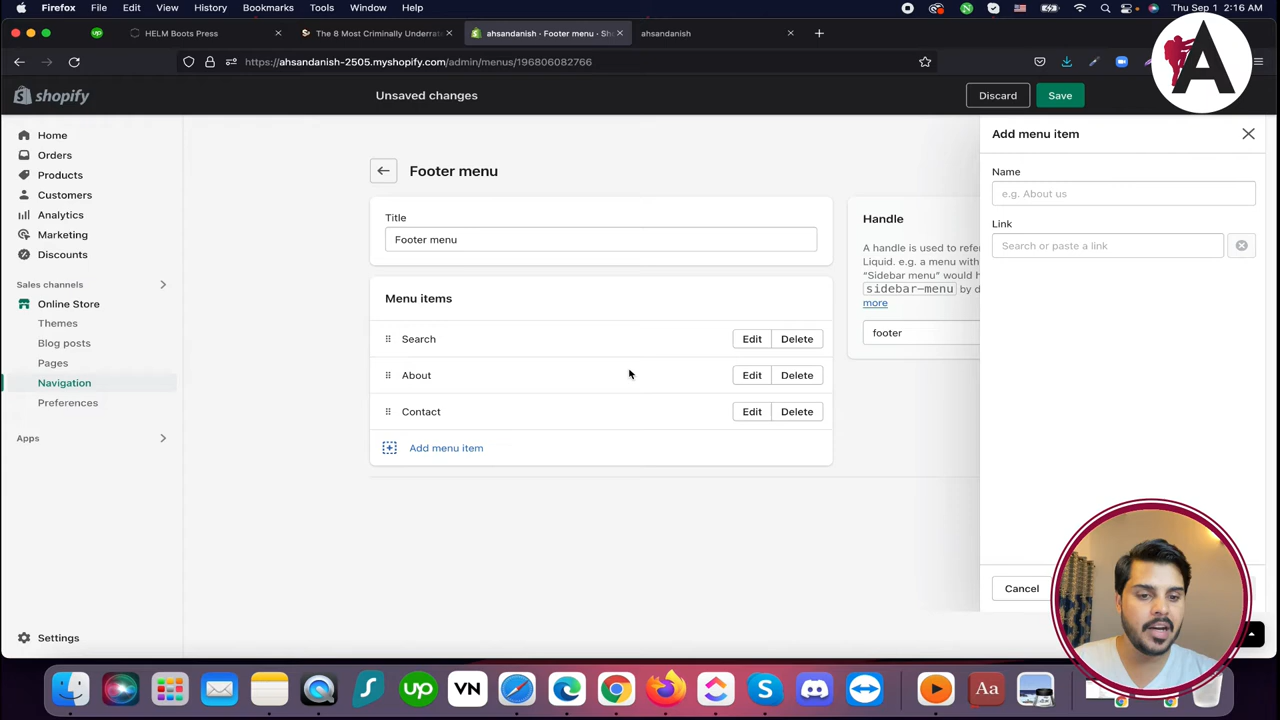 Firefox File Edit View History Bookmarks Tools Window Help
Thu Sep 1 2:16 AM
HELM Boots Press
The 8 Most Criminally Underrat
ahsandanish · Footer menu · Sh
ahsandanish
https://ahsandanish-2505.myshopify.com/admin/menus/196806082766
shopify
Unsaved changes
Discard
Save
Home
Orders
Products
Customers
Analytics
Marketing
Discounts
Sales channels
Online Store
Themes
Blog posts
Pages
Navigation
Preferences
Apps
Settings
Footer menu
Title
Footer menu
Menu items
Search Edit Delete
About Edit Delete
Contact Edit Delete
Add menu item
Handle
A handle is used to refe
Liquid. e.g. a menu with
“Sidebar menu” would h
sidebar-menu by d
more
footer
Add menu item
Name
e.g. About us
Link
Search or paste a link
Cancel
A
up
VN
Aa